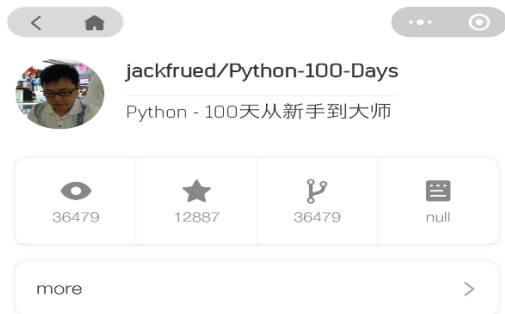 jackfrued/Python-100-Days
Python - 100天从新手到大师
36479
12887
36479
null
more